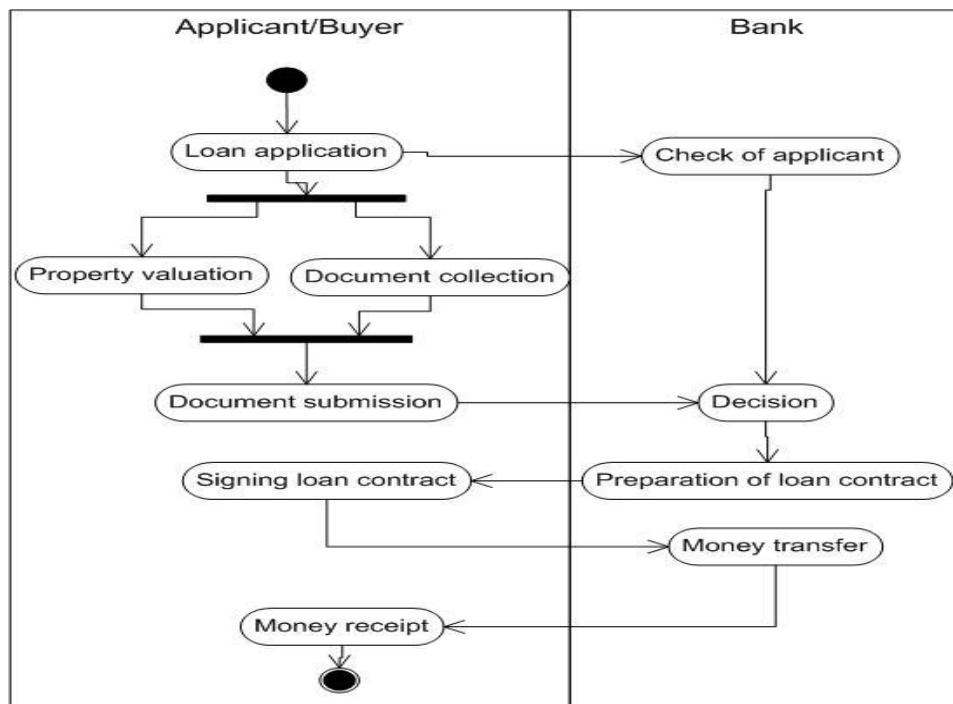 Applicant/Buyer
Bank
Loan application
Check of applicant
Property valuation
Document collection
Document submission
Decision
Signing loan contract
Preparation of loan contract
Money transfer
Money receipt